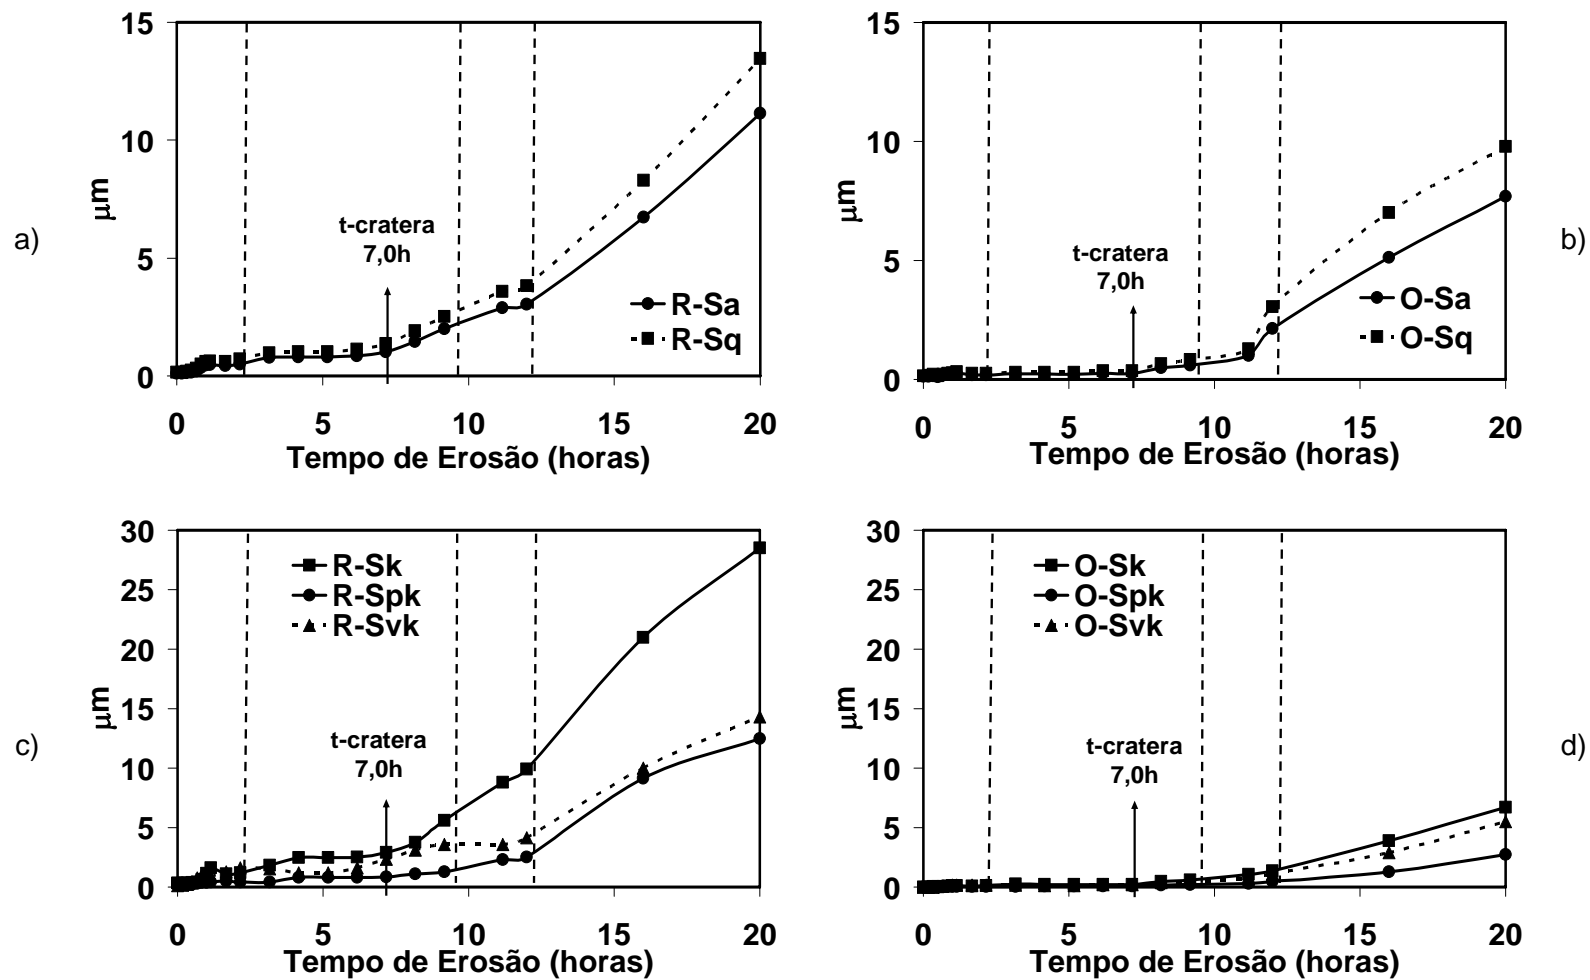 a)
15
10
5
0
μm
t-cratera
7,0h
R-Sa
R-Sq
0 5 10 15 20
Tempo de Erosão (horas)
b)
15
10
5
0
μm
t-cratera
7,0h
O-Sa
O-Sq
0 5 10 15 20
Tempo de Erosão (horas)
c)
30
25
20
15
10
5
0
μm
R-Sk
R-Spk
R-Svk
t-cratera
7,0h
0 5 10 15 20
Tempo de Erosão (horas)
d)
30
25
20
15
10
5
0
μm
O-Sk
O-Spk
O-Svk
t-cratera
7,0h
0 5 10 15 20
Tempo de Erosão (horas)